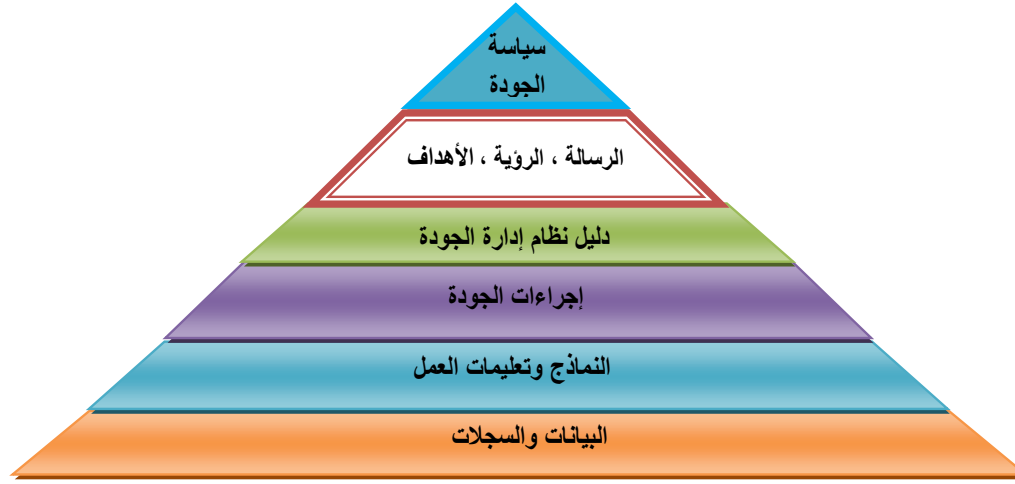 سياسة
الجودة
الرسالة ، الرؤية ، الأهداف
دليل نظام إدارة الجودة
إجراءات الجودة
النماذج وتعليمات العمل
البيانات والسجلات